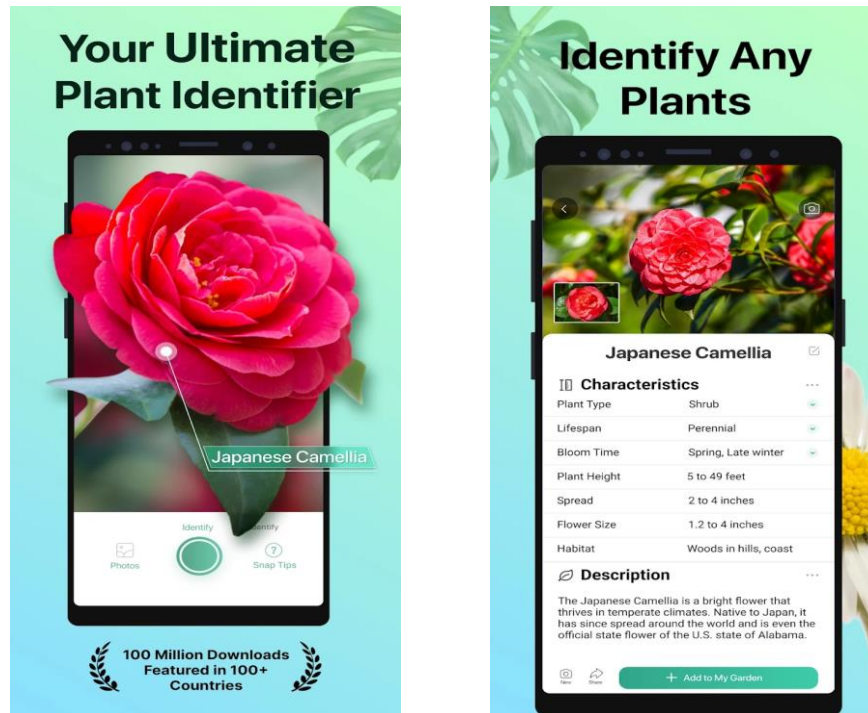 Your Ultimate
Plant Identifier
Japanese Camellia
Identify
Identify
Photos
Snap Tips
100 Million Downloads
Featured in 100+
Countries
Identify Any
Plants
Japanese Camellia
Characteristics
Plant Type Shrub
Lifespan Perennial
Bloom Time Spring, Late winter
Plant Height 5 to 49 feet
Spread 2 to 4 inches
Flower Size 1.2 to 4 inches
Habitat Woods in hills, coast
Description
The Japanese Camellia is a bright flower that
thrives in temperate climates. Native to Japan, it
has since spread around the world and is even the
official state flower of the U.S. state of Alabama.
New
Share
+ Add to My Garden